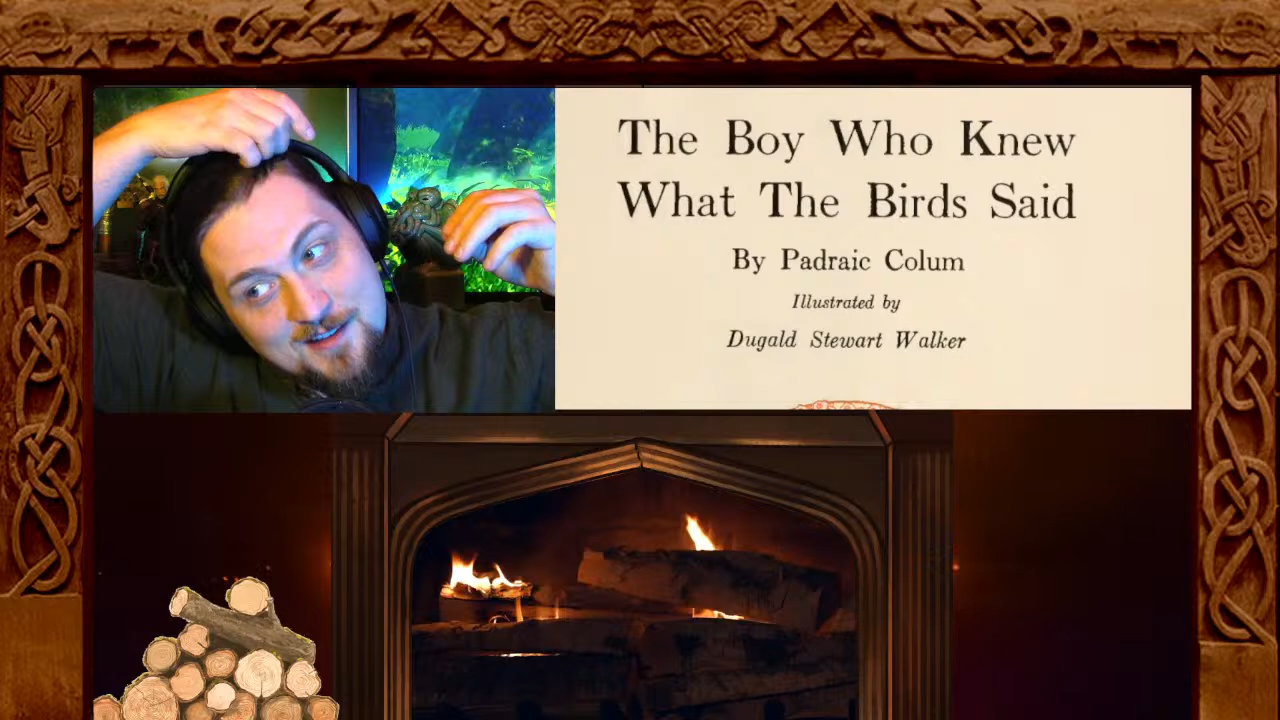 The Boy Who Knew
What The Birds Said
By Padraic Colum
Illustrated by
Dugald Stewart Walker